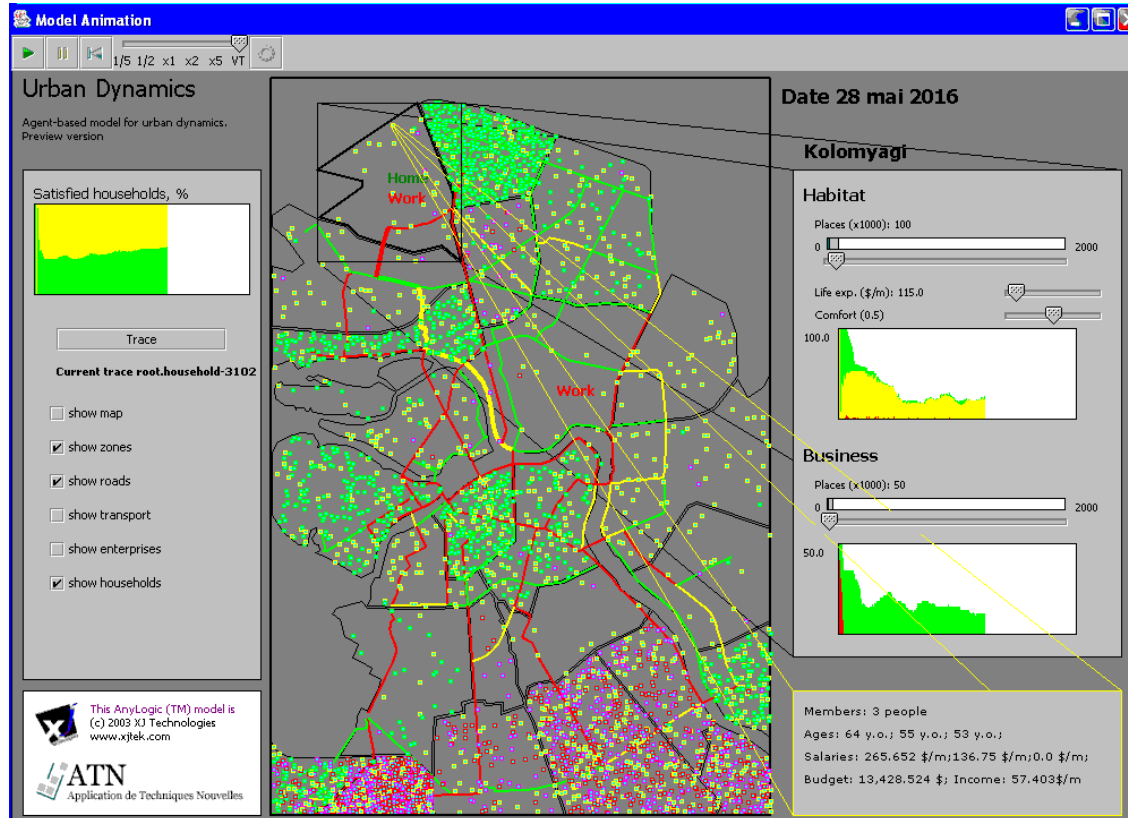 Model Animation
1/5 1/2 x1 x2 x5 VT
Urban Dynamics
Agent-based model for urban dynamics.
Preview version
Satisfied households, %
Trace
Current trace root.household-3102
show map
show zones
show roads
show transport
show enterprises
show households
This AnyLogic (TM) model is
(c) 2003 XJ Technologies
www.xjtek.com
ATN
Application de Techniques Nouvelles
Home
Work
Work
Date 28 mai 2016
Kolomyagi
Habitat
Places (x1000): 100
0 2000
Life exp. ($/m): 115.0
Comfort (0.5)
100.0
Business
Places (x1000): 50
0 2000
50.0
Members: 3 people
Ages: 64 y.o.; 55 y.o.; 53 y.o.;
Salaries: 265.652 $/m;136.75 $/m;0.0 $/m;
Budget: 13,428.524 $; Income: 57.403$/m